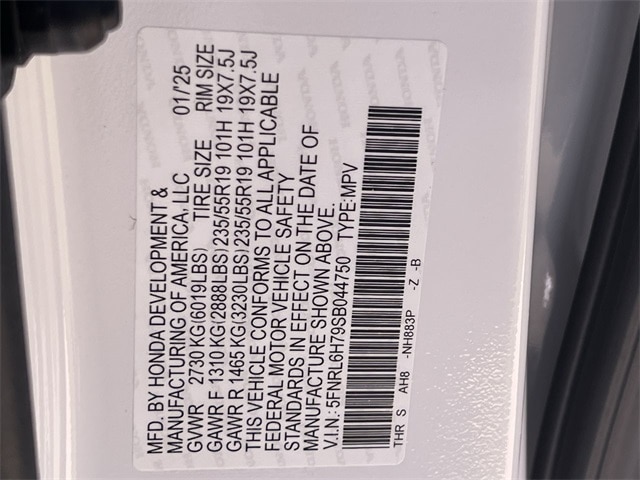 MFD. BY HONDA DEVELOPMENT &
MANUFACTURING OF AMERICA, LLC 01/'25
GVWR 2730 KG(6019LBS) TIRE SIZE RIM SIZE
GAWR F 1310 KG(2888LBS)235/55R19 101H 19X7.5J
GAWR R 1465 KG(3230LBS)235/55R19 101H 19X7.5J
THIS VEHICLE CONFORMS TO ALL APPLICABLE
FEDERAL MOTOR VEHICLE SAFETY
STANDARDS IN EFFECT ON THE DATE OF
MANUFACTURE SHOWN ABOVE.
V.I.N.:5FNRL6H79SB044750 TYPE:MPV
THR S AH8 -NH883P -Z -B